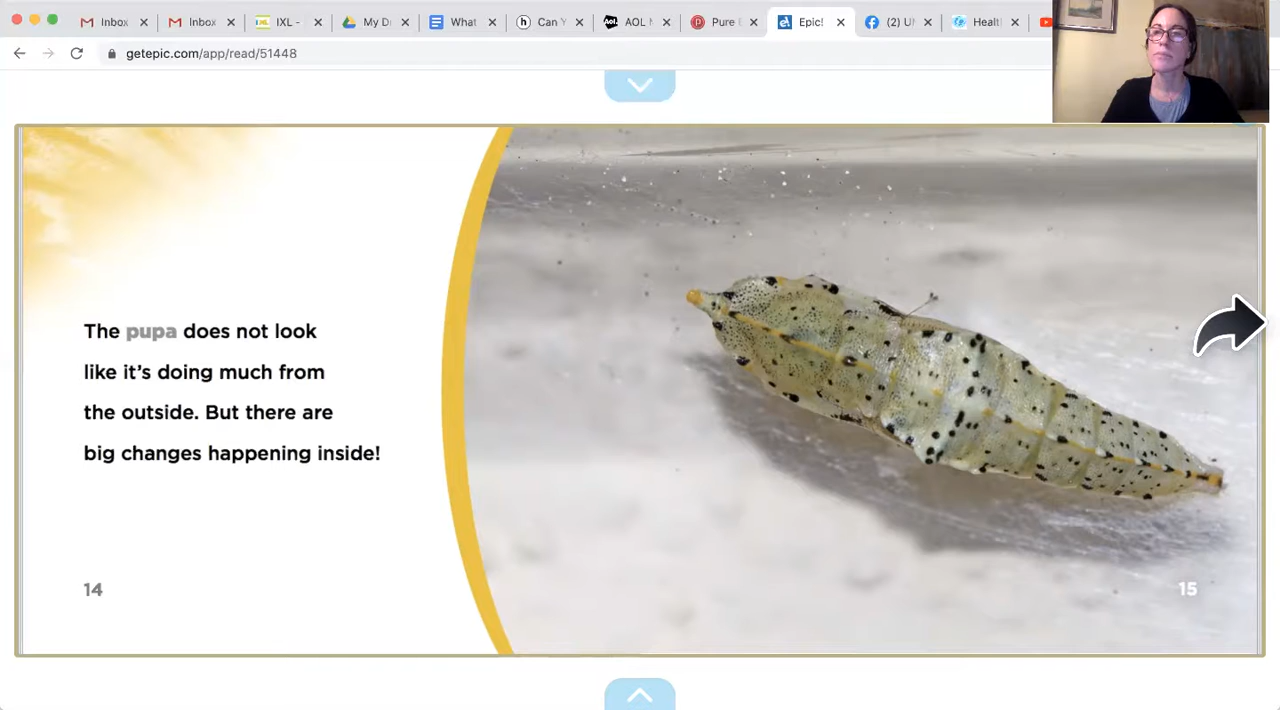 Inbox
Inbox
IXL -
My D
What
Can Y
AOL
Pure
Epic!
(2) U
Healt
getepic.com/app/read/51448
The pupa does not look
like it's doing much from
the outside. But there are
big changes happening inside!
14
15